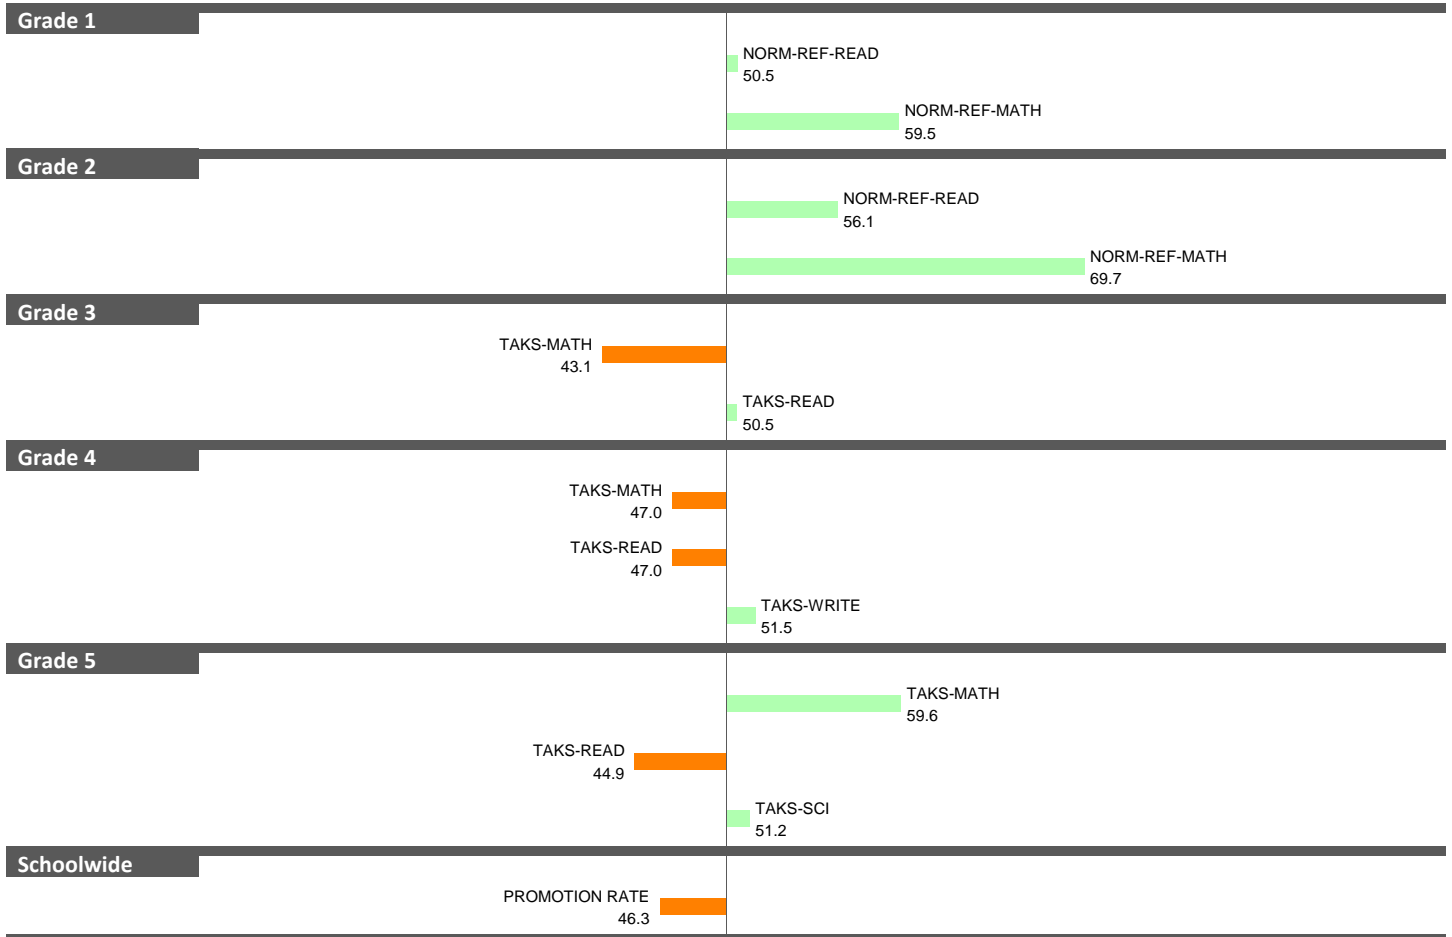 Grade 1
NORM-REF-READ
50.5
NORM-REF-MATH
59.5
Grade 2
NORM-REF-READ
56.1
NORM-REF-MATH
69.7
Grade 3
TAKS-MATH
43.1
TAKS-READ
50.5
Grade 4
TAKS-MATH
47.0
TAKS-READ
47.0
TAKS-WRITE
51.5
Grade 5
TAKS-MATH
59.6
TAKS-READ
44.9
TAKS-SCI
51.2
Schoolwide
PROMOTION RATE
46.3